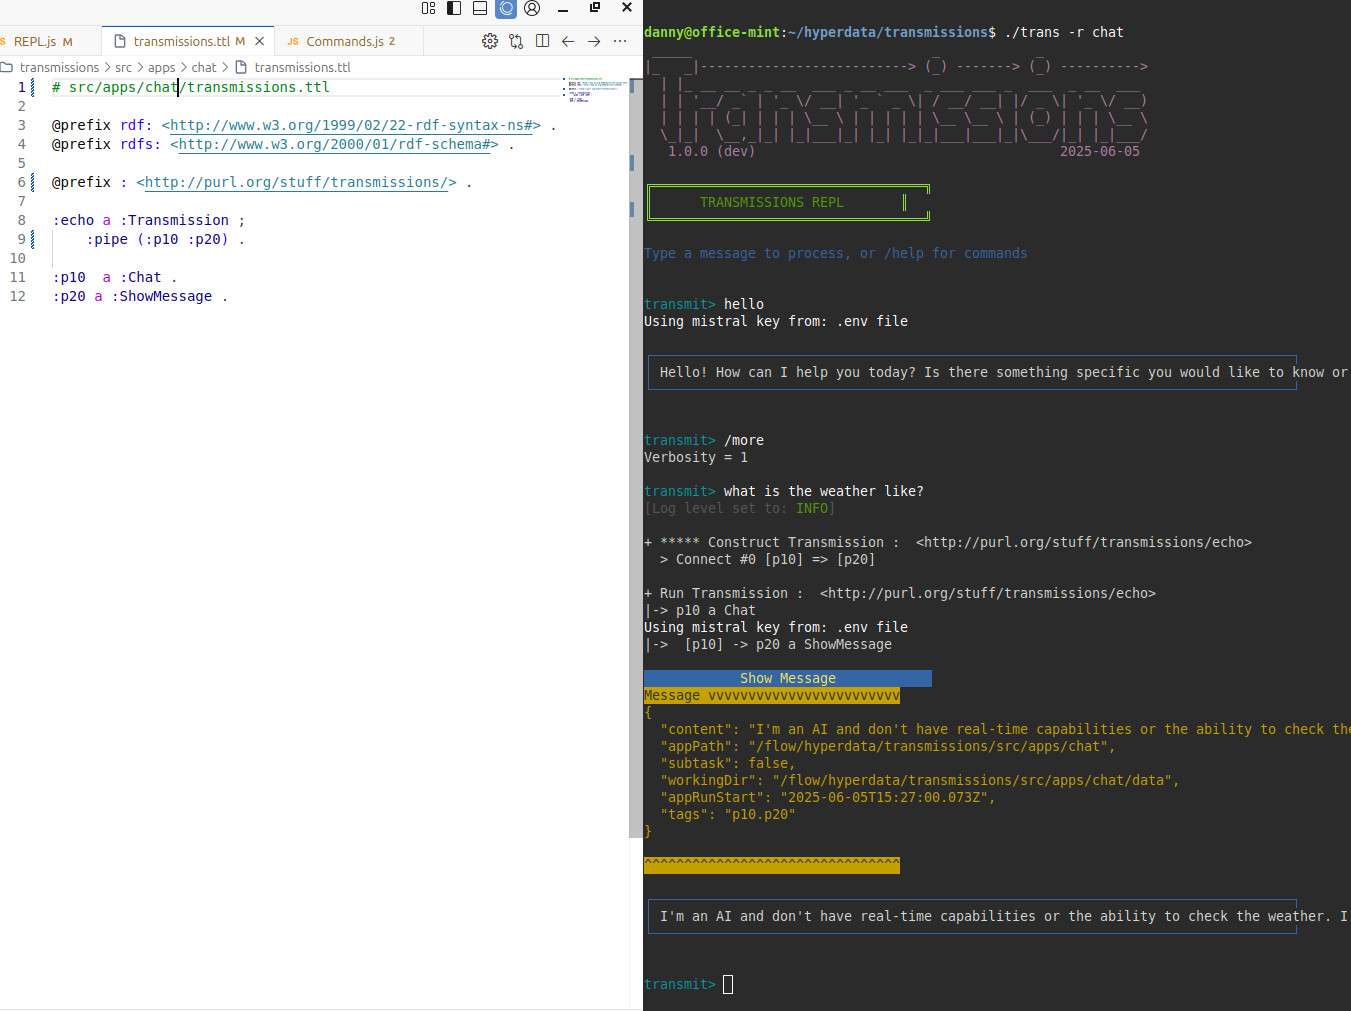 REPL.js M
transmissions.ttl M
JS Commands.js 2
transmissions > src > apps > chat > transmissions.ttl
1 # src/apps/chat/transmissions.ttl
2
3 @prefix rdf: <http://www.w3.org/1999/02/22-rdf-syntax-ns#> .
4 @prefix rdfs: <http://www.w3.org/2000/01/rdf-schema#> .
5
6 @prefix : <http://purl.org/stuff/transmissions/> .
7
8 :echo a :Transmission ;
9 :pipe (:p10 :p20) .
10
11 :p10  a :Chat .
12 :p20 a :ShowMessage .
danny@office-mint:~/hyperdata/transmissions$ ./trans -r chat
Transmissions
1.0.0 (dev) 2025-06-05
TRANSMISSIONS REPL
Type a message to process, or /help for commands
transmit> hello
Using mistral key from: .env file
Hello! How can I help you today? Is there something specific you would like to know or
transmit> /more
Verbosity = 1
transmit> what is the weather like?
[Log level set to: INFO]
+ ***** Construct Transmission :  <http://purl.org/stuff/transmissions/echo>
> Connect #0 [p10] => [p20]
+ Run Transmission :  <http://purl.org/stuff/transmissions/echo>
|-> p10 a Chat
Using mistral key from: .env file
|->  [p10] -> p20 a ShowMessage
Show Message
Message vvvvvvvvvvvvvvvvvvvvvvvv
{
"content": "I'm an AI and don't have real-time capabilities or the ability to check the
"appPath": "/flow/hyperdata/transmissions/src/apps/chat",
"subtask": false,
"workingDir": "/flow/hyperdata/transmissions/src/apps/chat/data",
"appRunStart": "2025-06-05T15:27:00.073Z",
"tags": "p10.p20"
}
^^^^^^^^^^^^^^^^^^^^^^^^^^^^^^^^
I'm an AI and don't have real-time capabilities or the ability to check the weather. I
transmit>